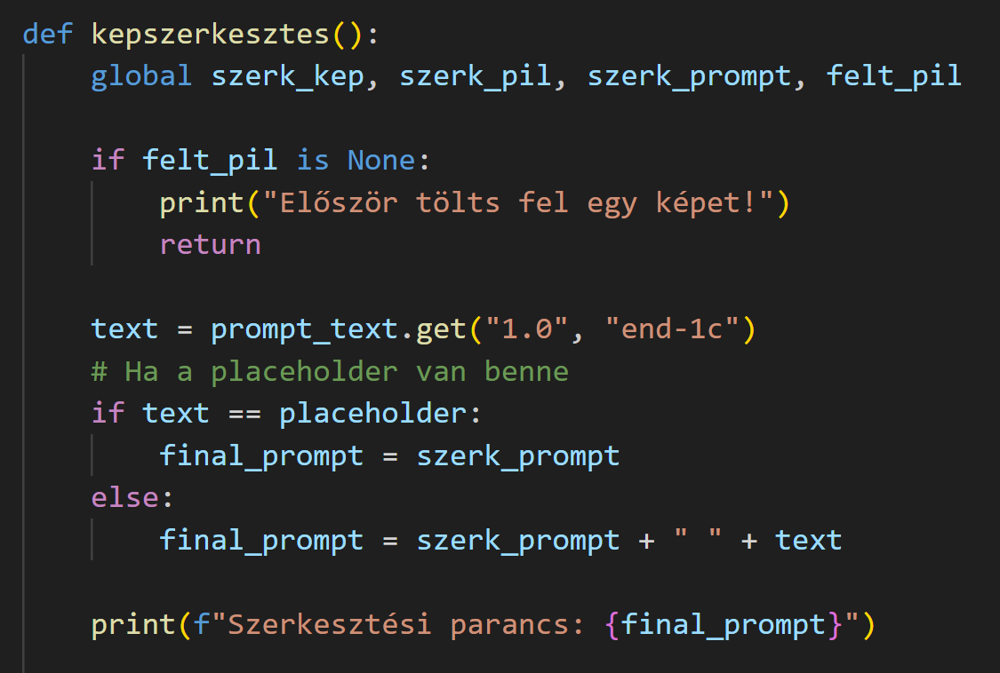 def kepszerkesztes():
    global szerk_kep, szerk_pil, szerk_prompt, felt_pil
    if felt_pil is None:
        print("Először tölts fel egy képet!")
        return
    text = prompt_text.get("1.0", "end-1c")
    # Ha a placeholder van benne
    if text == placeholder:
        final_prompt = szerk_prompt
    else:
        final_prompt = szerk_prompt + " " + text
    print(f"Szerkesztési parancs: {final_prompt}")